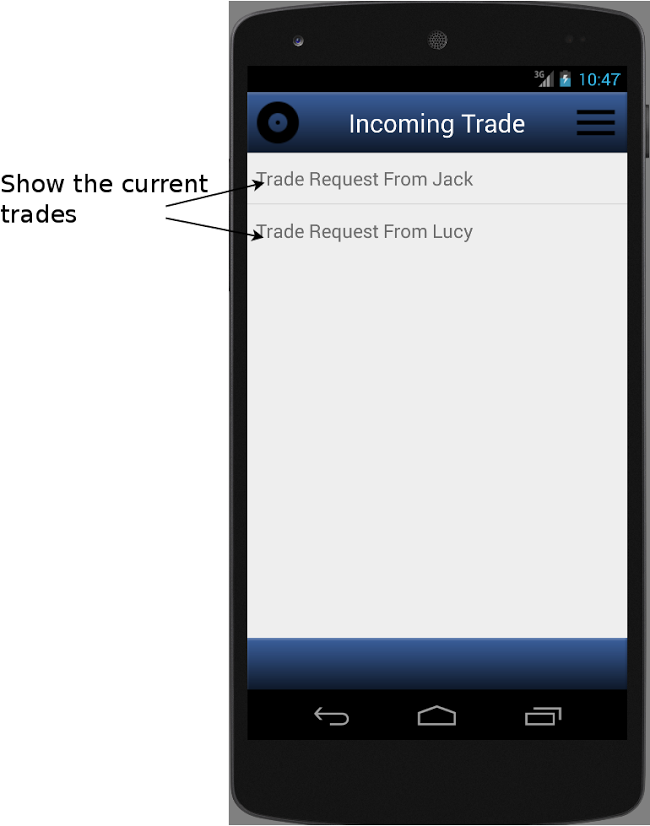 3G 10:47
Incoming Trade
Show the current
trades
Trade Request From Jack
Trade Request From Lucy